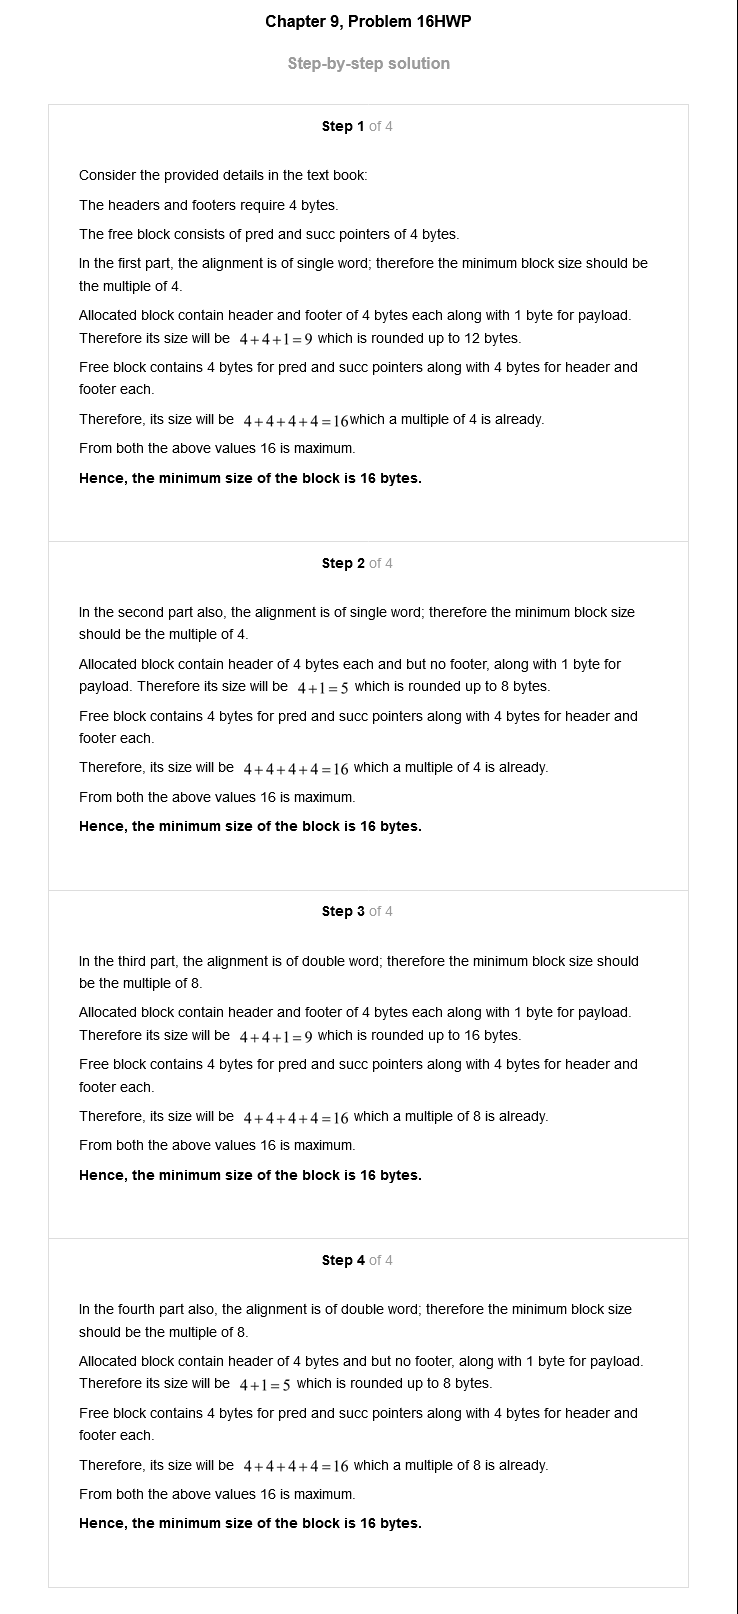 Chapter 9, Problem 16HWP
Step-by-step solution
Step 1 of 4
Consider the provided details in the text book:
The headers and footers require 4 bytes.
The free block consists of pred and succ pointers of 4 bytes.
In the first part, the alignment is of single word; therefore the minimum block size should be
the multiple of 4.
Allocated block contain header and footer of 4 bytes each along with 1 byte for payload.
Therefore its size will be 4+4+1=9 which is rounded up to 12 bytes.
Free block contains 4 bytes for pred and succ pointers along with 4 bytes for header and
footer each.
Therefore, its size will be 4+4+4+4=16 which a multiple of 4 is already.
From both the above values 16 is maximum.
Hence, the minimum size of the block is 16 bytes.
Step 2 of 4
In the second part also, the alignment is of single word; therefore the minimum block size
should be the multiple of 4.
Allocated block contain header of 4 bytes each and but no footer, along with 1 byte for
payload. Therefore its size will be 4+1=5 which is rounded up to 8 bytes.
Free block contains 4 bytes for pred and succ pointers along with 4 bytes for header and
footer each.
Therefore, its size will be 4+4+4+4=16 which a multiple of 4 is already.
From both the above values 16 is maximum.
Hence, the minimum size of the block is 16 bytes.
Step 3 of 4
In the third part, the alignment is of double word; therefore the minimum block size should
be the multiple of 8.
Allocated block contain header and footer of 4 bytes each along with 1 byte for payload.
Therefore its size will be 4+4+1=9 which is rounded up to 16 bytes.
Free block contains 4 bytes for pred and succ pointers along with 4 bytes for header and
footer each.
Therefore, its size will be 4+4+4+4=16 which a multiple of 8 is already.
From both the above values 16 is maximum.
Hence, the minimum size of the block is 16 bytes.
Step 4 of 4
In the fourth part also, the alignment is of double word; therefore the minimum block size
should be the multiple of 8.
Allocated block contain header of 4 bytes and but no footer, along with 1 byte for payload.
Therefore its size will be 4+1=5 which is rounded up to 8 bytes.
Free block contains 4 bytes for pred and succ pointers along with 4 bytes for header and
footer each.
Therefore, its size will be 4+4+4+4=16 which a multiple of 8 is already.
From both the above values 16 is maximum.
Hence, the minimum size of the block is 16 bytes.